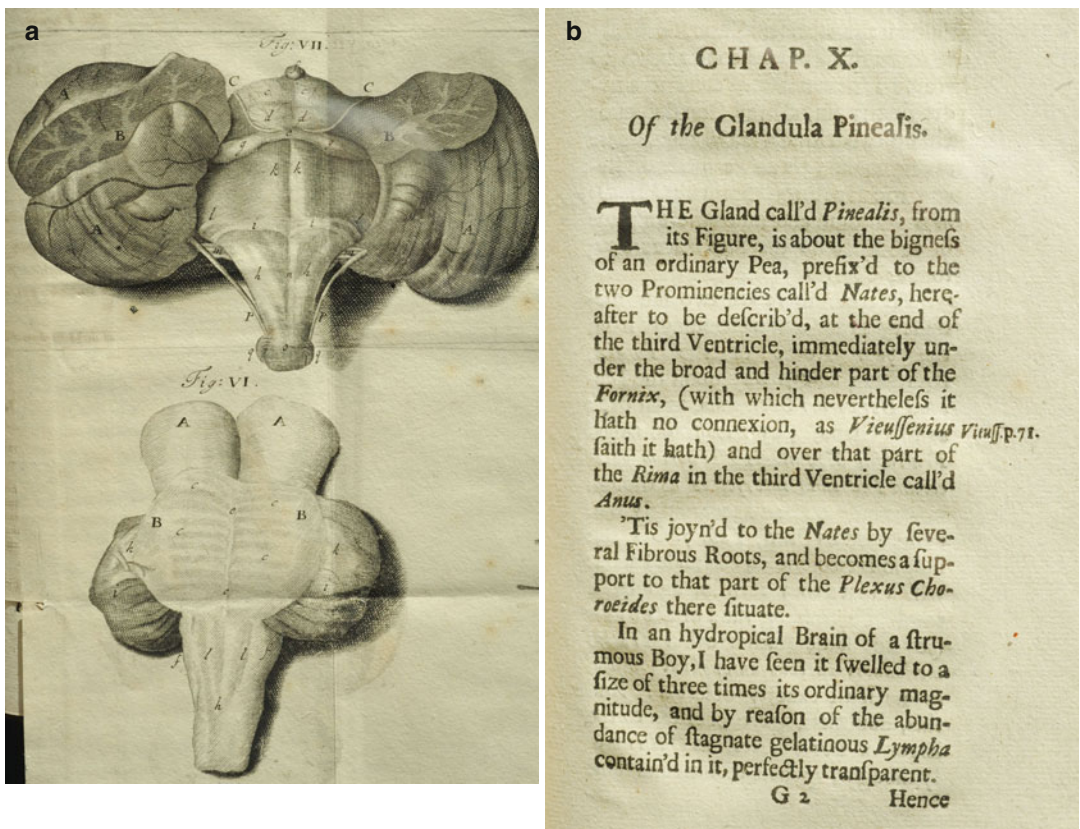 a
Fig: VII.
A
B
C
C
B
A
A
c
c
d
d
e
g
k
k
l
i
i
h
n
h
P
P
q
o
q
Fig: VI.
A
A
B
B
c
c
e
c
c
e
h
k
i
i
e
f
l
l
f
h
b
CHAP. X.
Of the Glandula Pinealis.
THE Gland call'd Pinealis, from
its Figure, is about the bigneſs
of an ordinary Pea, prefix'd to the
two Prominencies call'd Nates, here-
after to be deſcrib'd, at the end of
the third Ventricle, immediately un-
der the broad and hinder part of the
Fornix, (with which nevertheleſs it
hath no connexion, as Vieuſſenius Vieuſſ.p.71.
ſaith it hath) and over that part of
the Rima in the third Ventricle call'd
Anus.
'Tis joyn'd to the Nates by ſeve-
ral Fibrous Roots, and becomes a ſup-
port to that part of the Plexus Cho-
roeides there ſituate.
In an hydropical Brain of a ſtru-
mous Boy, I have ſeen it ſwelled to a
ſize of three times its ordinary mag-
nitude, and by reaſon of the abun-
dance of ſtagnate gelatinous Lympha
contain'd in it, perfectly tranſparent.
G 2 Hence